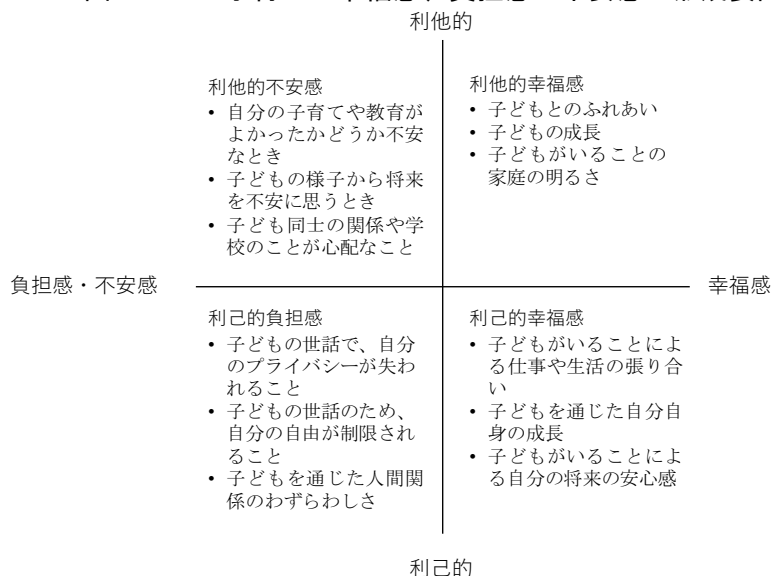 利他的
利他的不安感
• 自分の子育てや教育が
よかったかどうか不安
なとき
• 子どもの様子から将来
を不安に思うとき
• 子ども同士の関係や学
校のことが心配なこと
利他的幸福感
• 子どもとのふれあい
• 子どもの成長
• 子どもがいることの
家庭の明るさ
負担感・不安感
幸福感
利己的負担感
• 子どもの世話で、自分
のプライバシーが失わ
れること
• 子どもの世話のため、
自分の自由が制限され
ること
• 子どもを通じた人間関
係のわずらわしさ
利己的幸福感
• 子どもがいることによ
る仕事や生活の張り合
い
• 子どもを通じた自分自
身の成長
• 子どもがいることによ
る自分の将来の安心感
利己的